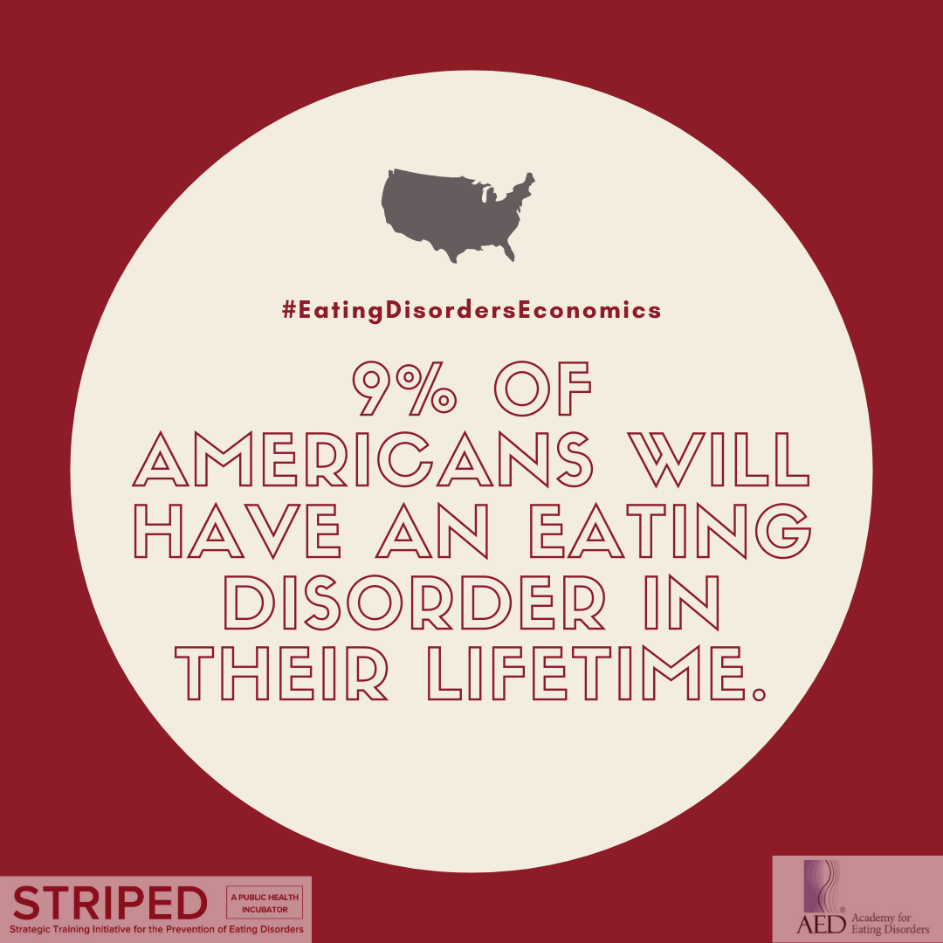 #EatingDisordersEconomics
9% OF
AMERICANS WILL
HAVE AN EATING
DISORDER IN
THEIR LIFETIME.
STRIPED
A PUBLIC HEALTH
INCUBATOR
Strategic Training Initiative for the Prevention of Eating Disorders
AED®
Academy for
Eating Disorders